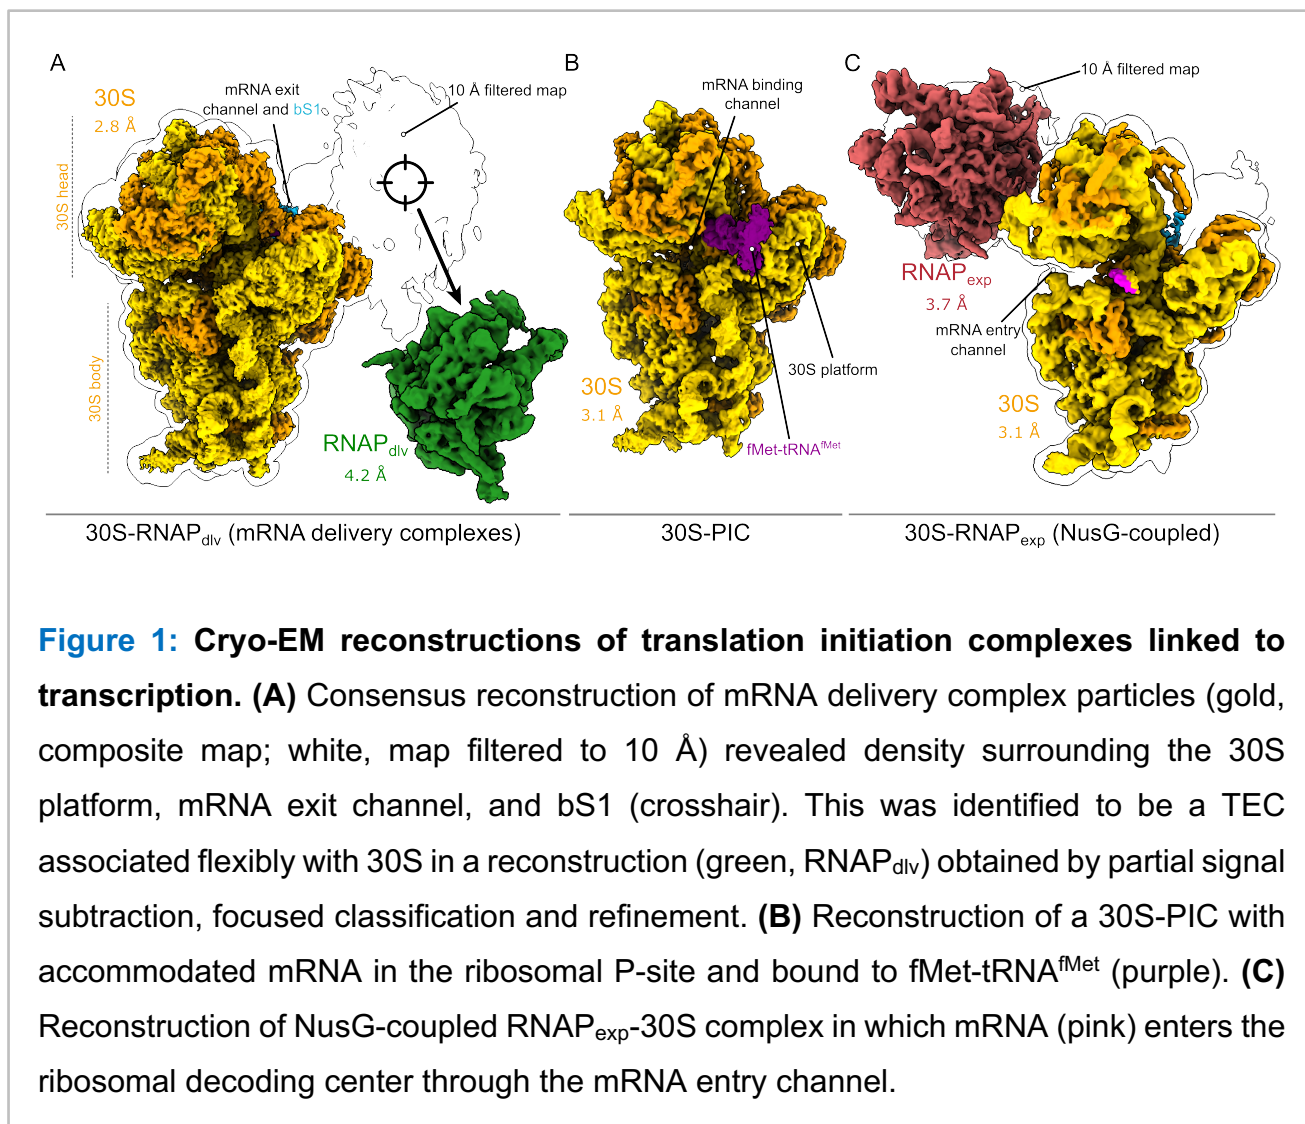 A
30S
2.8 Å
mRNA exit
channel and bS1
10 Å filtered map
30S head
30S body
RNAPdlv
4.2 Å
30S-RNAPdlv (mRNA delivery complexes)
B
mRNA binding
channel
30S platform
30S
3.1 Å
fMet-tRNAfMet
30S-PIC
C
10 Å filtered map
RNAPexp
3.7 Å
mRNA entry
channel
30S
3.1 Å
30S-RNAPexp (NusG-coupled)
Figure 1: Cryo-EM reconstructions of translation initiation complexes linked to
transcription. (A) Consensus reconstruction of mRNA delivery complex particles (gold,
composite map; white, map filtered to 10 Å) revealed density surrounding the 30S
platform, mRNA exit channel, and bS1 (crosshair). This was identified to be a TEC
associated flexibly with 30S in a reconstruction (green, RNAPdlv) obtained by partial signal
subtraction, focused classification and refinement. (B) Reconstruction of a 30S-PIC with
accommodated mRNA in the ribosomal P-site and bound to fMet-tRNAfMet (purple). (C)
Reconstruction of NusG-coupled RNAPexp-30S complex in which mRNA (pink) enters the
ribosomal decoding center through the mRNA entry channel.